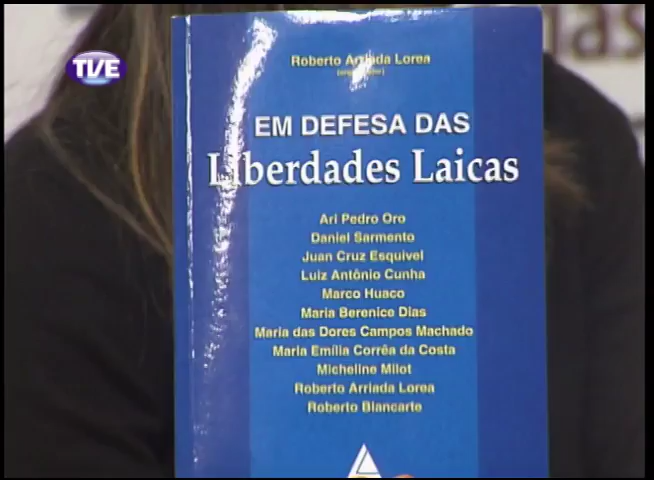 TVE
Roberto Arriada Lorea
(organizador)
EM DEFESA DAS
Liberdades Laicas
Ari Pedro Oro
Daniel Sarmento
Juan Cruz Esquivel
Luiz Antônio Cunha
Marco Huaco
Maria Berenice Dias
Maria das Dores Campos Machado
Maria Emília Corrêa da Costa
Micheline Milot
Roberto Arriada Lorea
Roberto Blancarte